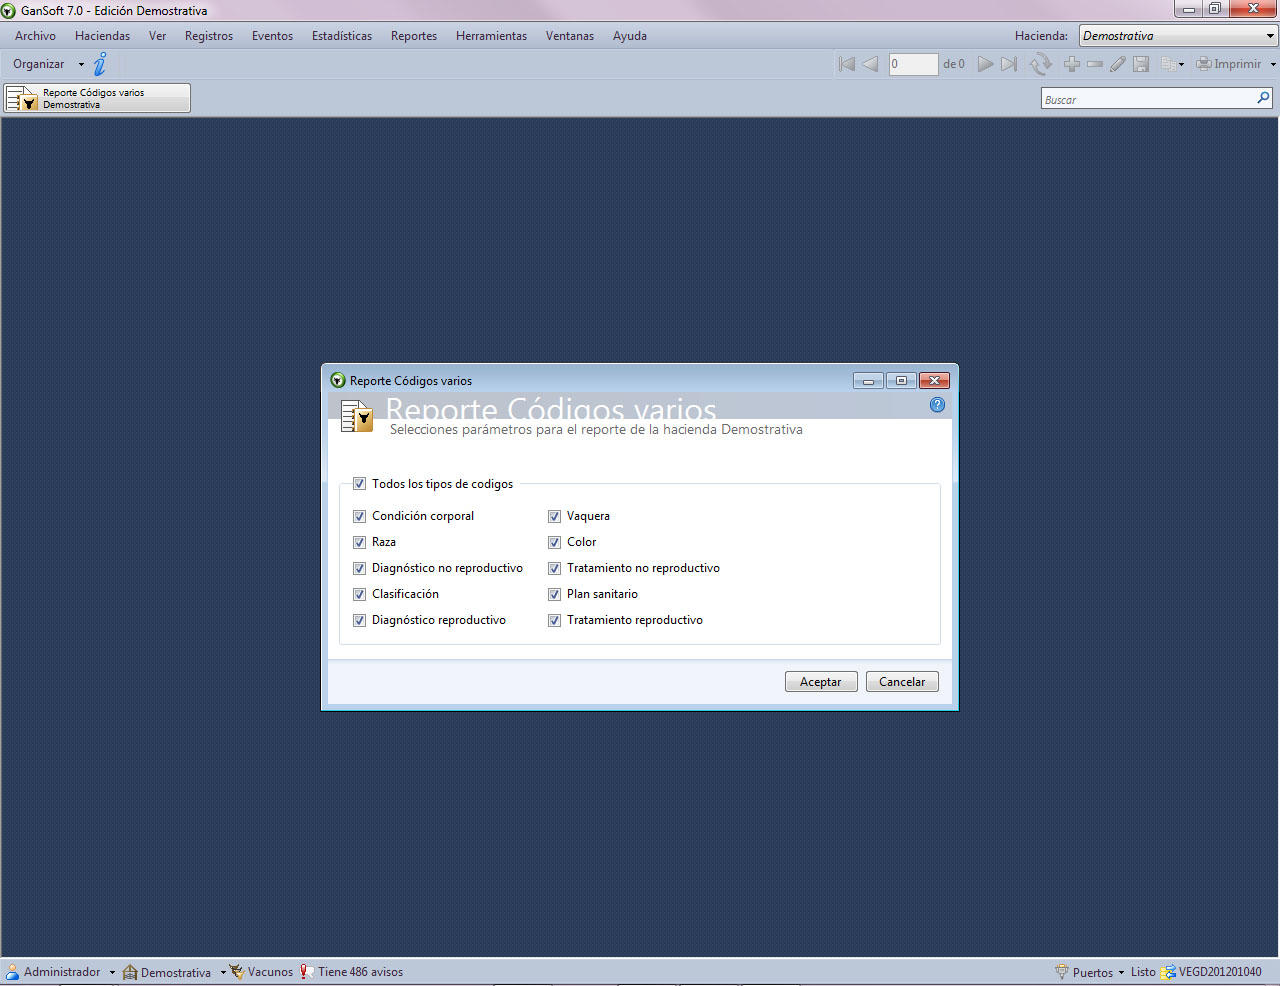 GanSoft 7.0 - Edición Demostrativa
Archivo Haciendas Ver Registros Eventos Estadísticas Reportes Herramientas Ventanas Ayuda Hacienda: Demostrativa
Organizar 0 de 0 Imprimir
Reporte Códigos varios
Demostrativa
Buscar
Reporte Códigos varios
Reporte Códigos varios
Selecciones parámetros para el reporte de la hacienda Demostrativa
Todos los tipos de codigos
Condición corporal Vaquera
Raza Color
Diagnóstico no reproductivo Tratamiento no reproductivo
Clasificación Plan sanitario
Diagnóstico reproductivo Tratamiento reproductivo
Aceptar Cancelar
Administrador Demostrativa Vacunos Tiene 486 avisos Puertos Listo VEGD201201040